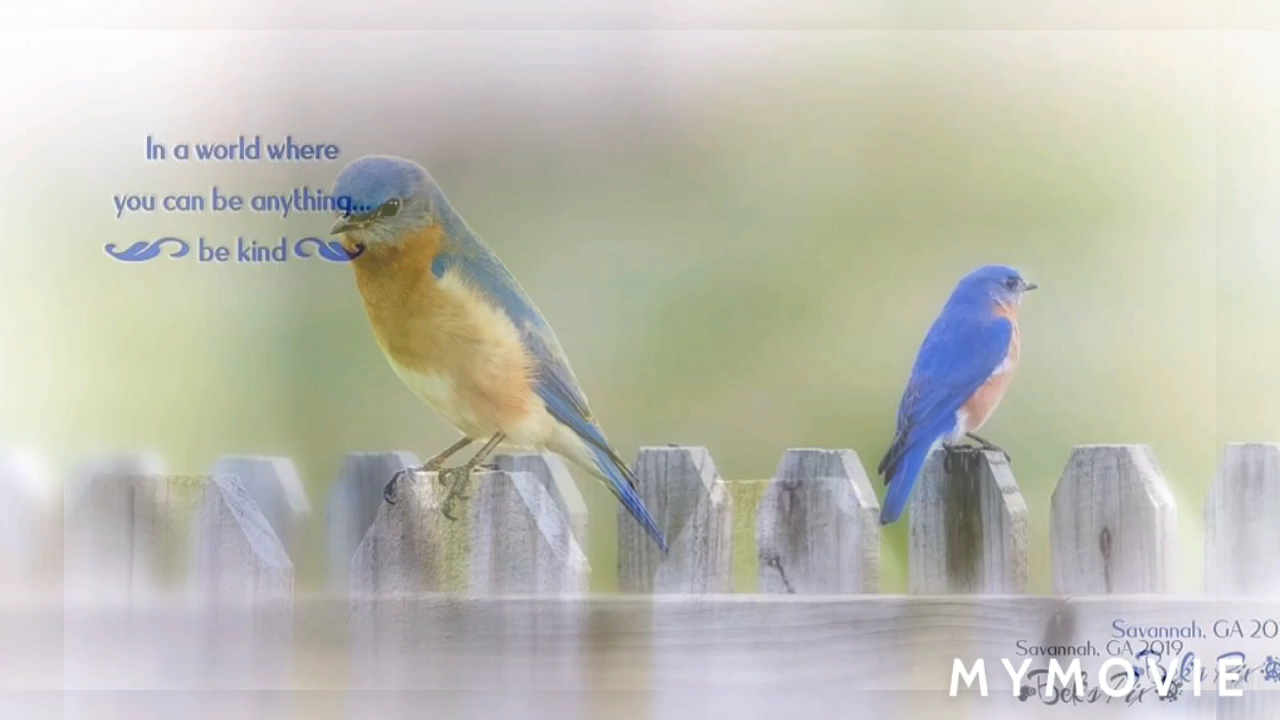 In a world where
you can be anything...
be kind
Savannah, GA 20
Savannah, GA 2019
MYMOVIE